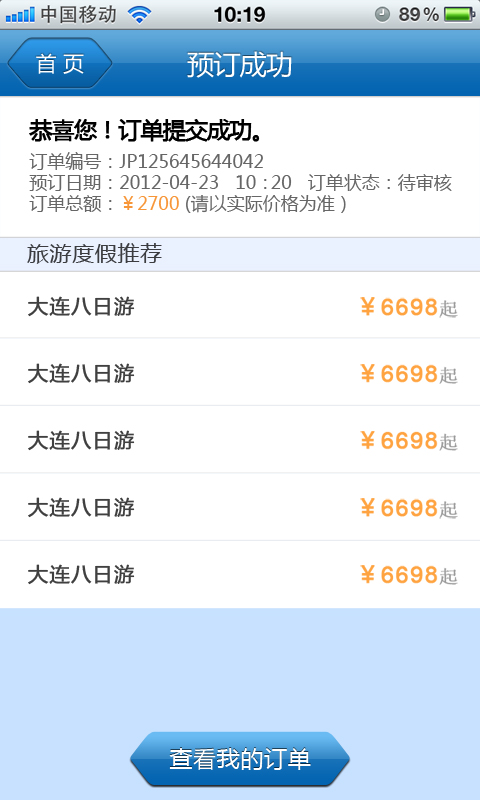 中国移动 10:19 89%
首页 预订成功
恭喜您！订单提交成功。
订单编号：JP125645644042
预订日期：2012-04-23 10：20 订单状态：待审核
订单总额：￥2700 (请以实际价格为准）
旅游度假推荐
大连八日游 ￥6698起
大连八日游 ￥6698起
大连八日游 ￥6698起
大连八日游 ￥6698起
大连八日游 ￥6698起
查看我的订单